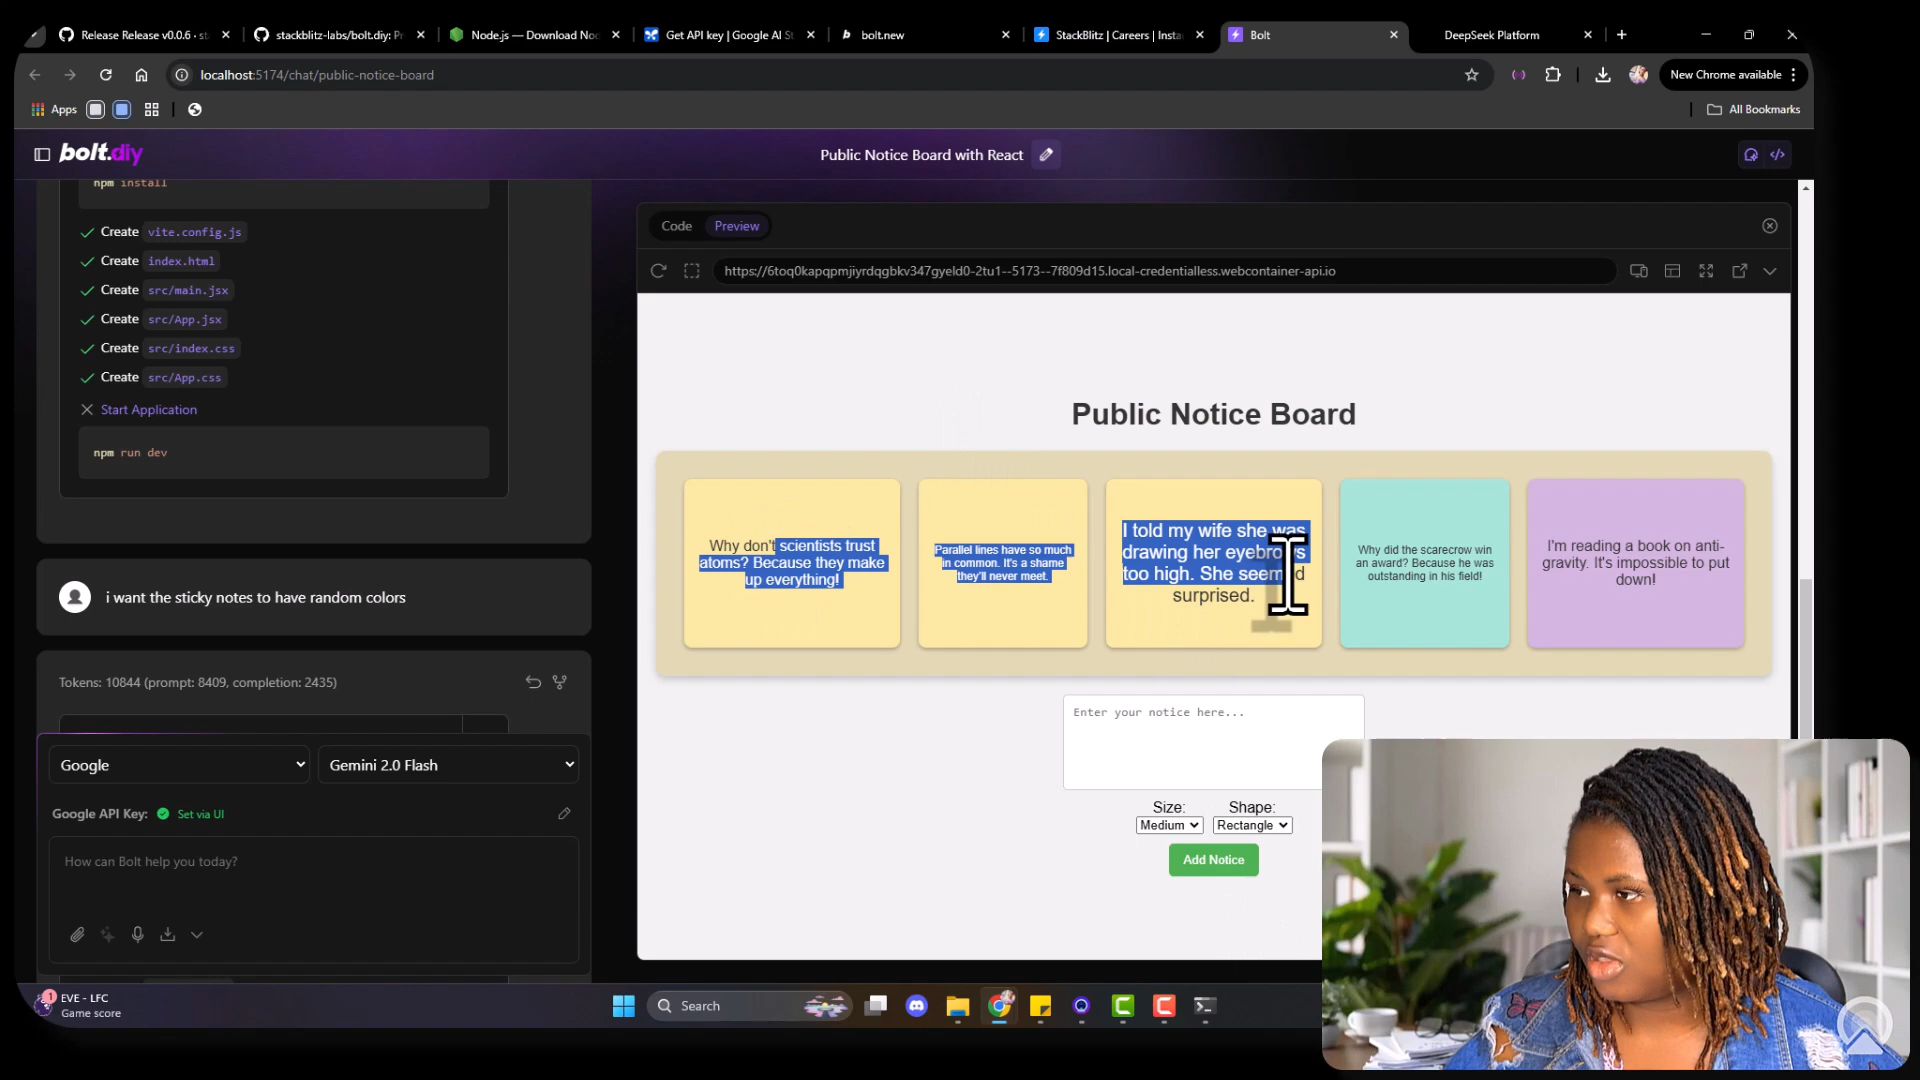 Release Release v0.0.6 · st
stackblitz-labs/bolt.diy: Pr
Node.js — Download Nod
Get API key | Google AI St
bolt.new
StackBlitz | Careers | Insta
Bolt
DeepSeek Platform
localhost:5174/chat/public-notice-board
New Chrome available
Apps
All Bookmarks
bolt.diy
Public Notice Board with React
npm install
Create vite.config.js
Create index.html
Create src/main.jsx
Create src/App.jsx
Create src/index.css
Create src/App.css
Start Application
npm run dev
i want the sticky notes to have random colors
Tokens: 10844 (prompt: 8409, completion: 2435)
Google
Gemini 2.0 Flash
Google API Key: Set via UI
How can Bolt help you today?
Code Preview
https://6toq0kapqpmjiyrdqgbkv347gyeld0-2tu1--5173--7f809d15.local-credentialless.webcontainer-api.io
Public Notice Board
Why don't scientists trust
atoms? Because they make
up everything!
Parallel lines have so much
in common. It's a shame
they'll never meet.
I told my wife she was
drawing her eyebrows
too high. She seemed
surprised.
Why did the scarecrow win
an award? Because he was
outstanding in his field!
I'm reading a book on anti-
gravity. It's impossible to put
down!
Enter your notice here...
Size: Shape:
Medium Rectangle
Add Notice
1
EVE - LFC
Game score
Search